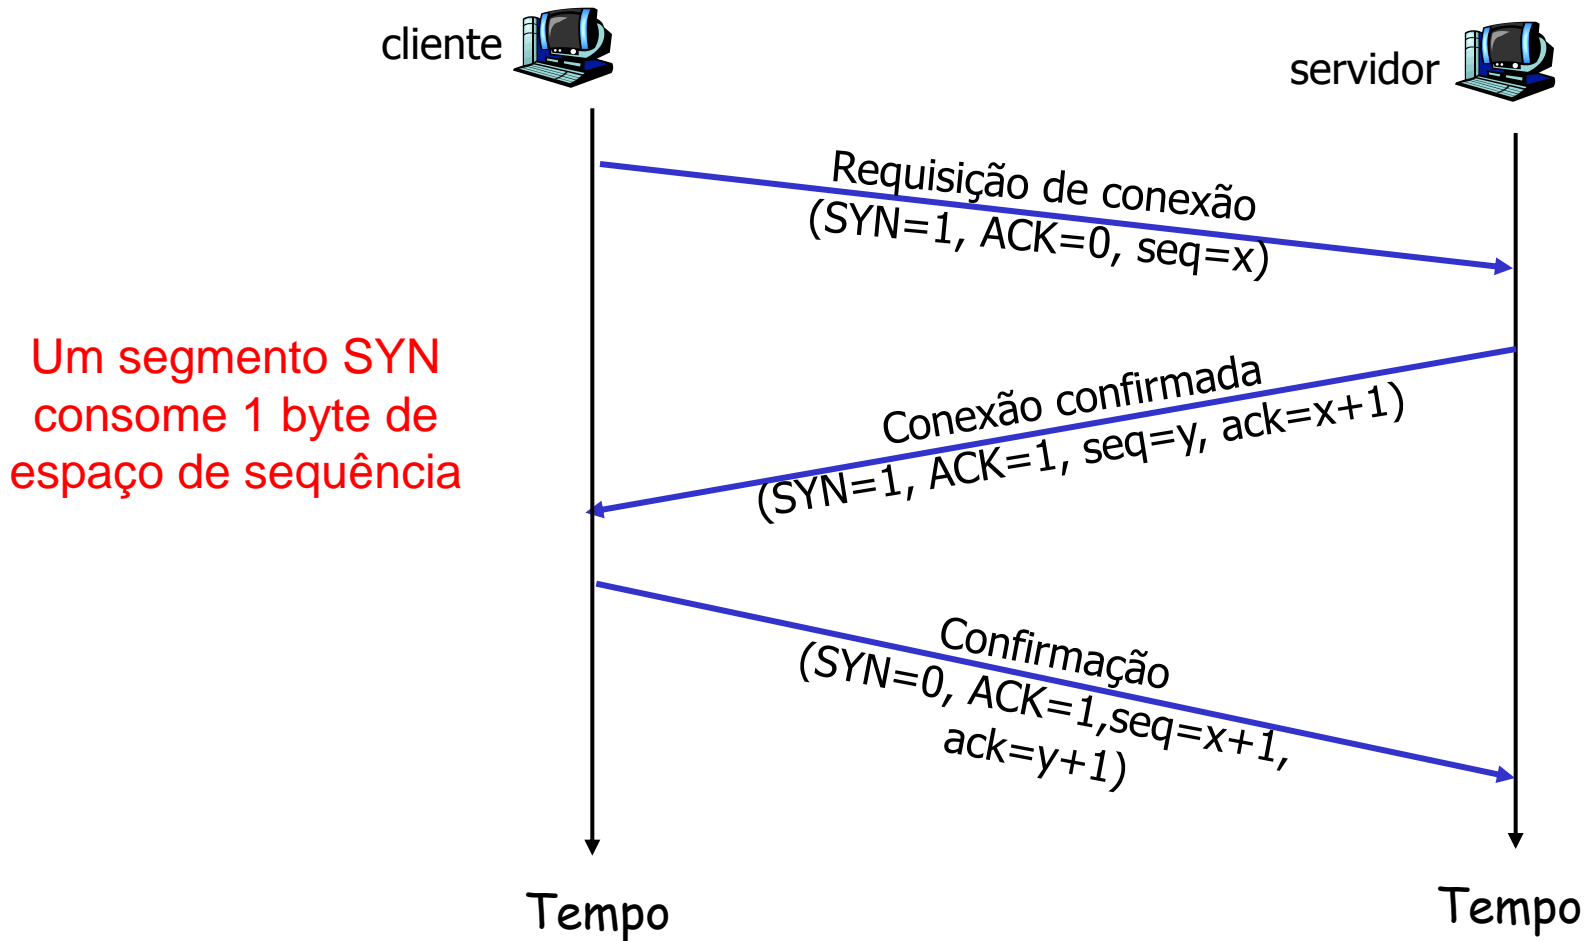 cliente
servidor
Requisição de conexão
(SYN=1, ACK=0, seq=x)
Um segmento SYN
consome 1 byte de
espaço de sequência
Conexão confirmada
(SYN=1, ACK=1, seq=y, ack=x+1)
Confirmação
(SYN=0, ACK=1,seq=x+1,
ack=y+1)
Tempo
Tempo